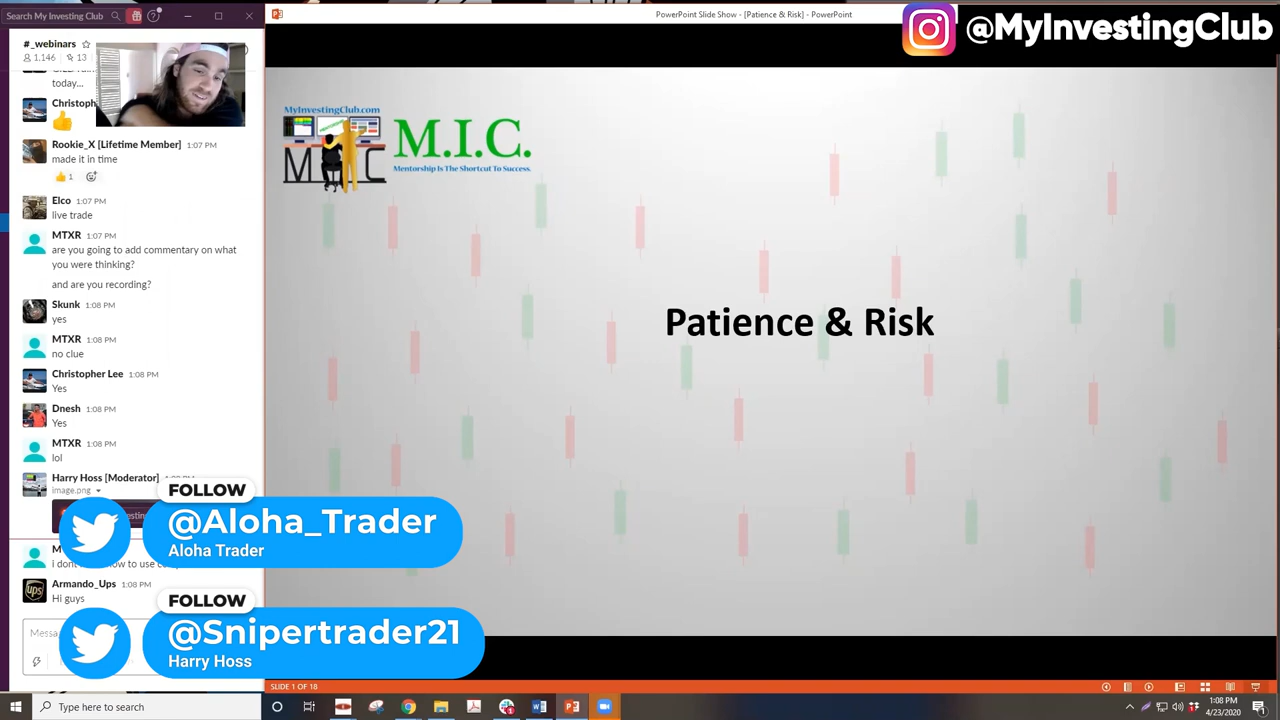 Search My Investing Club
PowerPoint Slide Show - [Patience & Risk] - PowerPoint
@MyInvestingClub
#_webinars
1,146
13
today...
Christoph
Rookie_X [Lifetime Member] 1:07 PM
made it in time
1
Elco 1:07 PM
live trade
MTXR 1:07 PM
are you going to add commentary on what
you were thinking?
and are you recording?
Skunk 1:08 PM
yes
MTXR 1:08 PM
no clue
Christopher Lee 1:08 PM
Yes
Dnesh 1:08 PM
Yes
MTXR 1:08 PM
lol
Harry Hoss [Moderator]
image.png
Armando_Ups 1:08 PM
Hi guys
ups
MyInvestingClub.com
M.I.C.
Mentorship Is The Shortcut To Success.
Patience & Risk
FOLLOW
@Aloha_Trader
Aloha Trader
FOLLOW
@Snipertrader21
Harry Hoss
SLIDE 1 OF 18
Type here to search
1:08 PM
4/23/2020